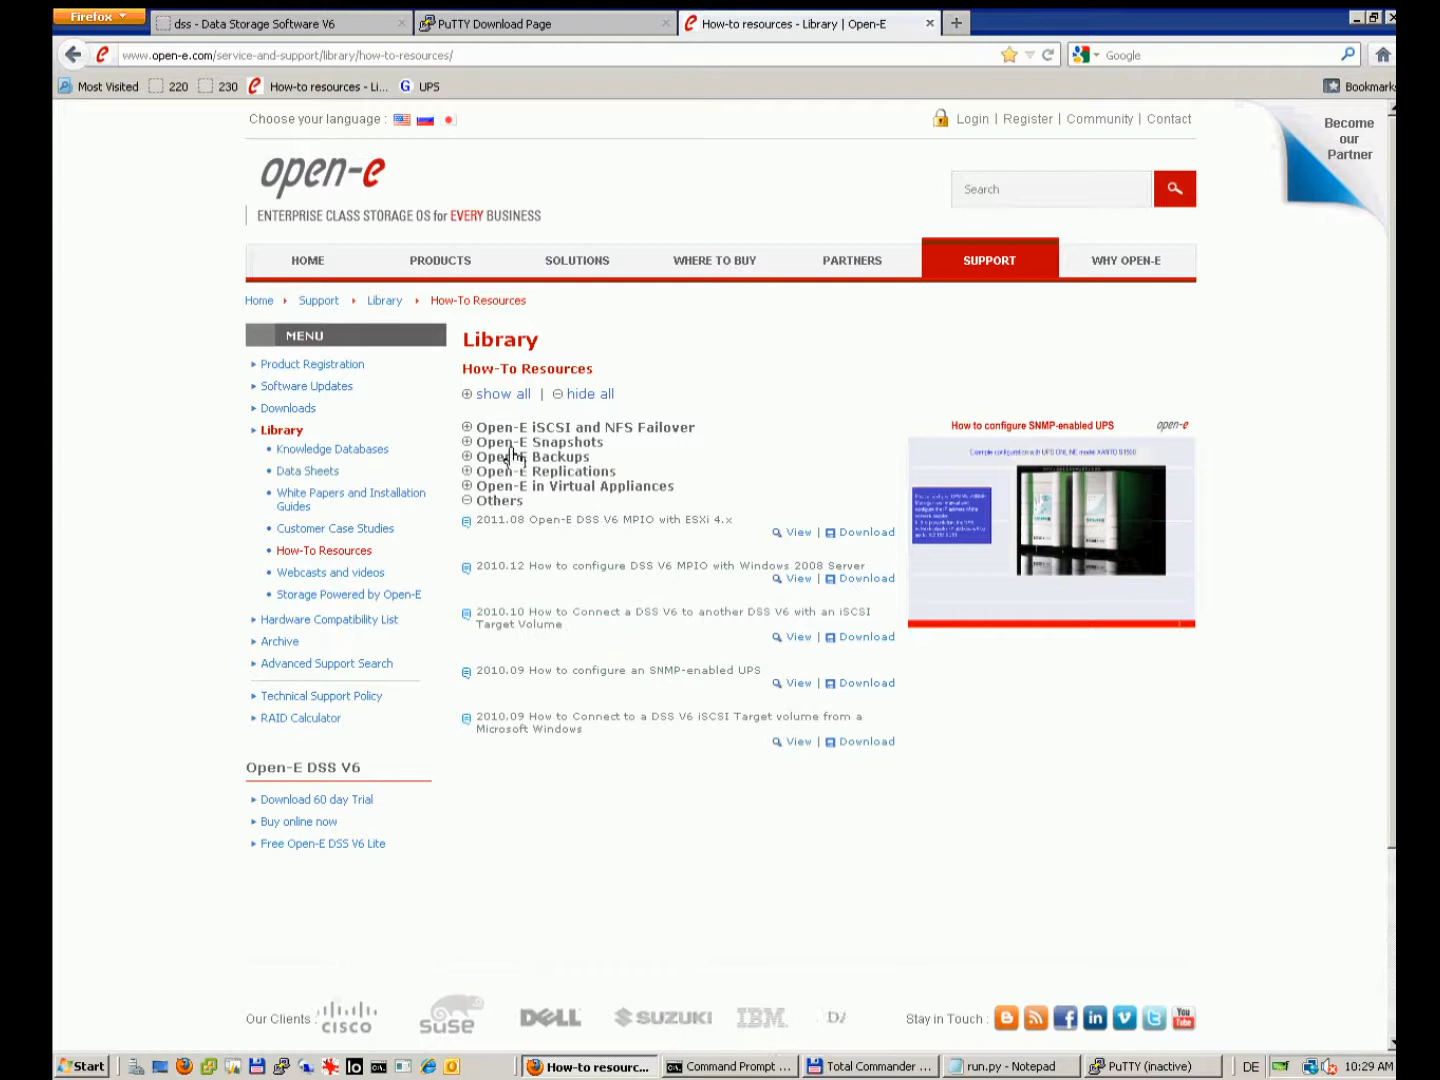 Firefox
dss - Data Storage Software V6
PuTTY Download Page
How-to resources - Library | Open-E
www.open-e.com/service-and-support/library/how-to-resources/
Google
Most Visited
220
230
How-to resources - Li...
G UPS
Bookmarks
Choose your language :
Login | Register | Community | Contact
Become
our
Partner
open-e
Search
ENTERPRISE CLASS STORAGE OS for EVERY BUSINESS
HOME
PRODUCTS
SOLUTIONS
WHERE TO BUY
PARTNERS
SUPPORT
WHY OPEN-E
Home
Support
Library
How-To Resources
MENU
Product Registration
Software Updates
Downloads
Library
Knowledge Databases
Data Sheets
White Papers and Installation
Guides
Customer Case Studies
How-To Resources
Webcasts and videos
Storage Powered by Open-E
Hardware Compatibility List
Archive
Advanced Support Search
Technical Support Policy
RAID Calculator
Open-E DSS V6
Download 60 day Trial
Buy online now
Free Open-E DSS V6 Lite
Library
How-To Resources
show all | hide all
Open-E iSCSI and NFS Failover
Open-E Snapshots
Open-E Backups
Open-E Replications
Open-E in Virtual Appliances
Others
2011.08 Open-E DSS V6 MPIO with ESXi 4.x
View | Download
2010.12 How to configure DSS V6 MPIO with Windows 2008 Server
View | Download
2010.10 How to Connect a DSS V6 to another DSS V6 with an iSCSI
Target Volume
View | Download
2010.09 How to configure an SNMP-enabled UPS
View | Download
2010.09 How to Connect to a DSS V6 iSCSI Target volume from a
Microsoft Windows
View | Download
How to configure SNMP-enabled UPS
open-e
Our Clients :
CISCO
SUSE
DELL
SUZUKI
IBM
Stay in Touch :
You
Tube
Start
How-to resourc...
Command Prompt ...
Total Commander ...
run.py - Notepad
PuTTY (inactive)
DE
10:29 AM